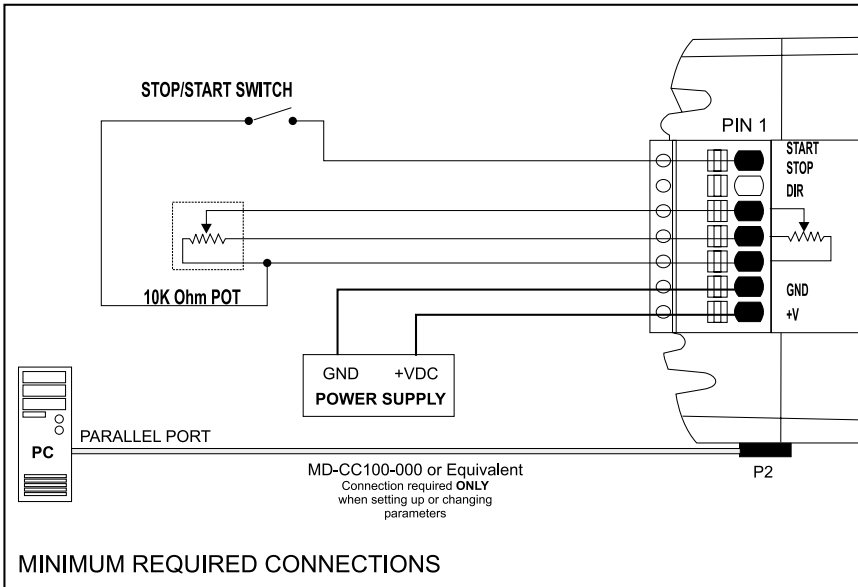 STOP/START SWITCH
PIN 1
START
STOP
DIR
10K Ohm POT
GND
+V
GND +VDC
POWER SUPPLY
PC
PARALLEL PORT
MD-CC100-000 or Equivalent
Connection required ONLY
when setting up or changing
parameters
P2
MINIMUM REQUIRED CONNECTIONS